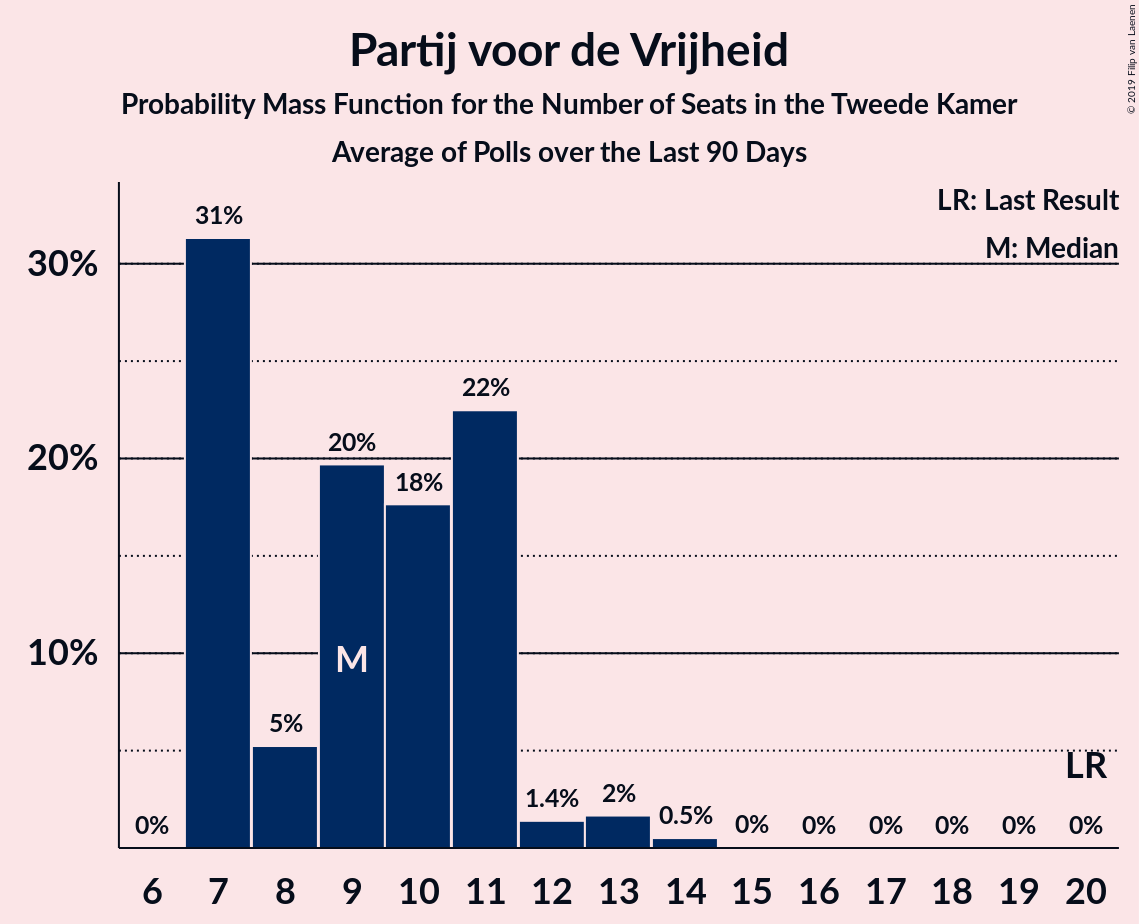 Partij voor de Vrijheid
Probability Mass Function for the Number of Seats in the Tweede Kamer
Average of Polls over the Last 90 Days
© 2019 Filip van Laenen
LR: Last Result
M: Median
31%
30%
22%
20%
20%
18%
10%
M
5%
LR
0%
1.4%
2%
0.5%
0%
0%
0%
0%
0%
0%
6 7 8 9 10 11 12 13 14 15 16 17 18 19 20